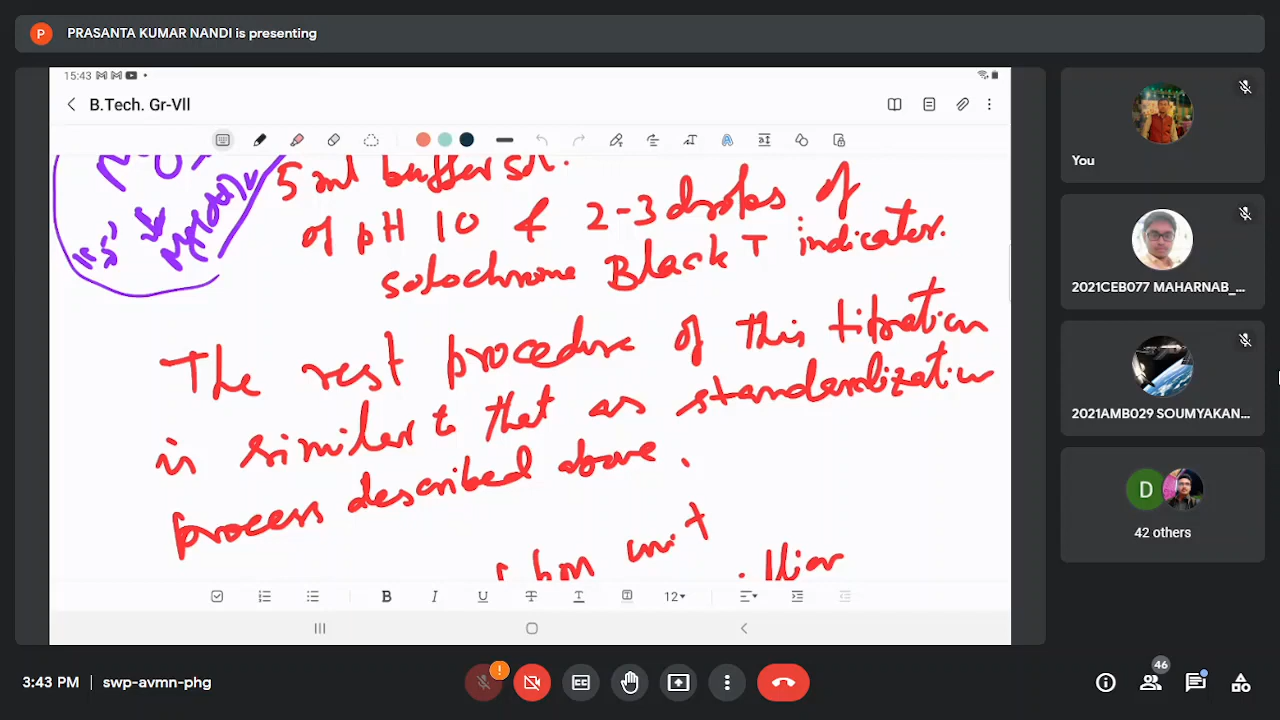 P PRASANTA KUMAR NANDI is presenting
15:43
B.Tech. Gr-VII
5 ml buffer sol.
of pH 10 & 2-3 drops of
solochrome Black T indicator.
The rest procedure of this titration
is similar to that as standardization
process described above.
unit
B I U T T 12
You
2021CEB077 MAHARNAB_...
2021AMB029 SOUMYAKAN...
D
42 others
3:43 PM | swp-avmn-phg
46